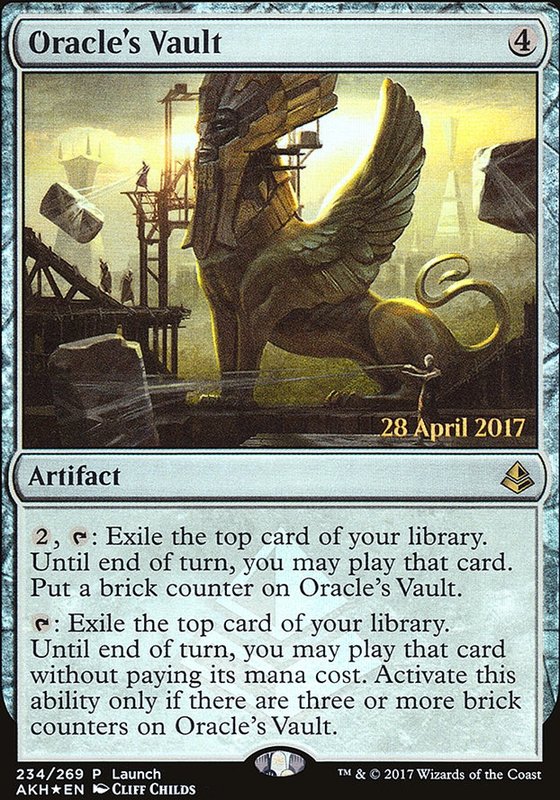 Oracle's Vault 4
28 April 2017
Artifact
2, T: Exile the top card of your library.
Until end of turn, you may play that card.
Put a brick counter on Oracle's Vault.
T: Exile the top card of your library.
Until end of turn, you may play that card
without paying its mana cost. Activate this
ability only if there are three or more brick
counters on Oracle's Vault.
234/269 P Launch
AKH★EN Cliff Childs
™ & © 2017 Wizards of the Coast